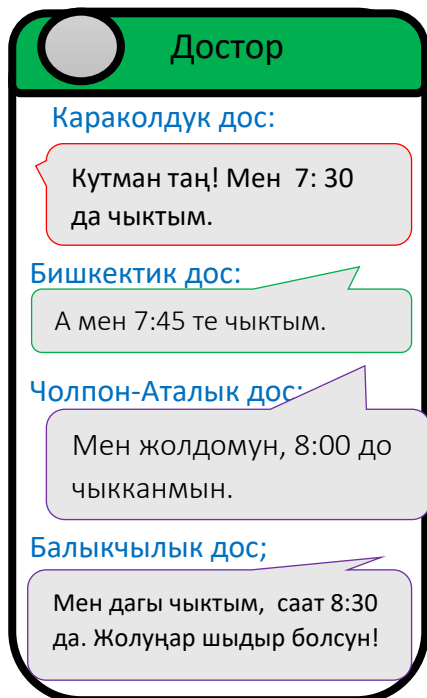 Достор
Караколдук дос:
Кутман таң! Мен 7: 30
да чыктым.
Бишкектик дос:
А мен 7:45 те чыктым.
Чолпон-Аталык дос:
Мен жолдомун, 8:00 до
чыкканмын.
Балыкчылык дос;
Мен дагы чыктым, саат 8:30
да. Жолуңар шыдыр болсун!